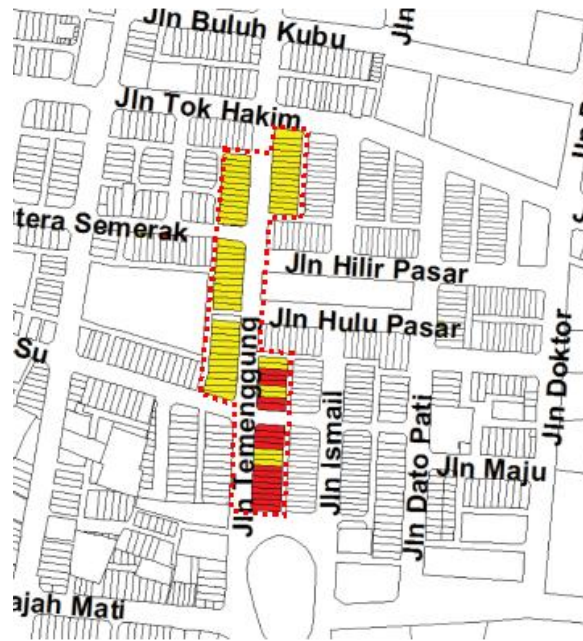 Jln Buluh Kubu
Jln
Jln Tok Hakim
tera Semerak
Jln Hilir Pasar
Jln Hulu Pasar
Su
Jln Temenggung
Jln Ismail
Jln Dato Pati
Jln Doktor
Jln Maju
ajah Mati